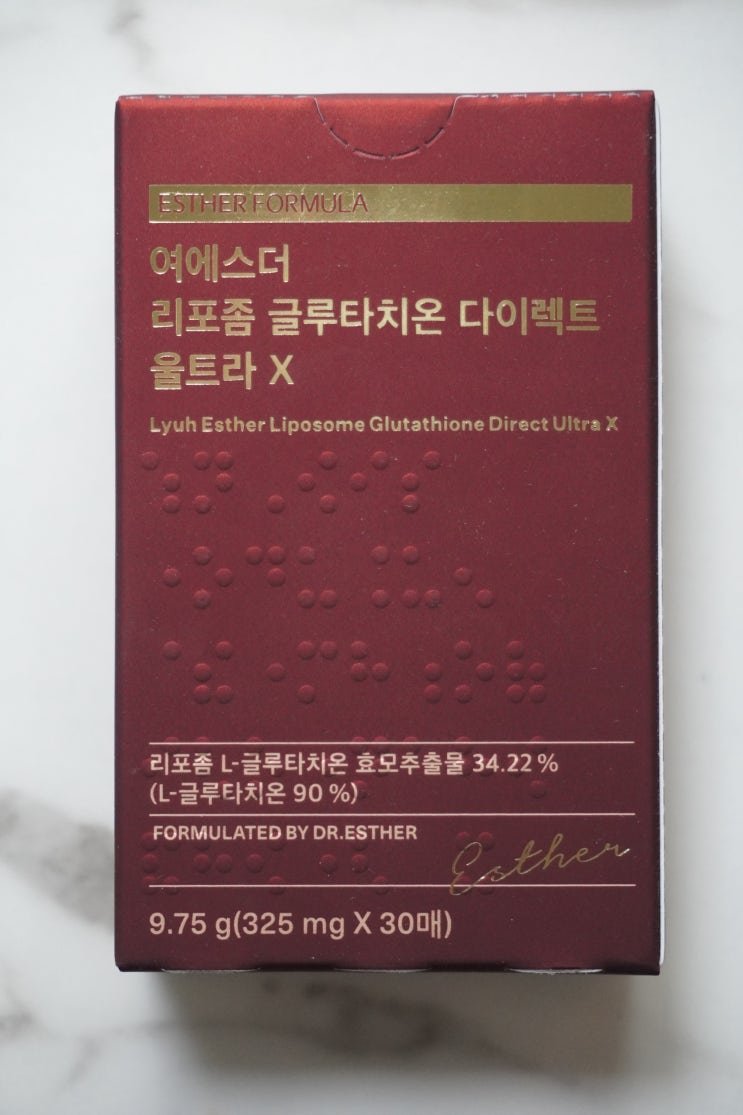 ESTHER FORMULA
여에스더
리포좀 글루타치온 다이렉트
울트라 X
Lyuh Esther Liposome Glutathione Direct Ultra X
리포좀 L-글루타치온 효모추출물 34.22 %
(L-글루타치온 90 %)
FORMULATED BY DR.ESTHER
Esther
9.75 g(325 mg X 30매)